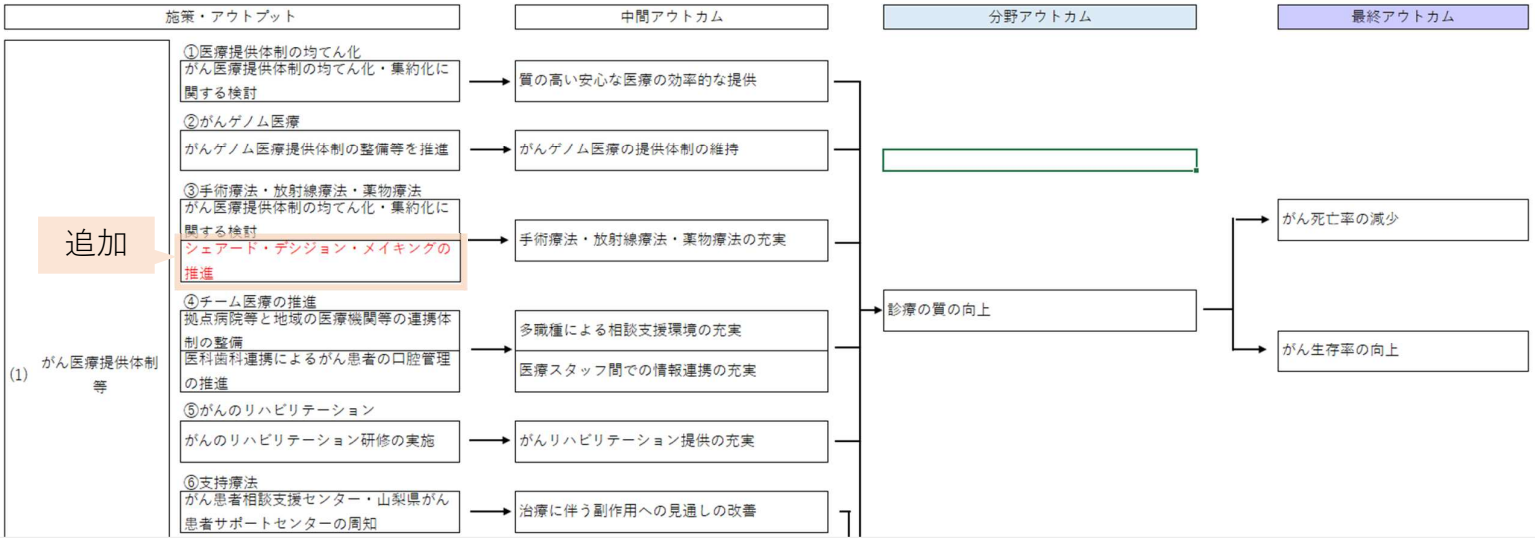 施策・アウトプット
中間アウトカム
分野アウトカム
最終アウトカム
(1)
がん医療提供体制
等
①医療提供体制の均てん化
がん医療提供体制の均てん化・集約化に
関する検討
質の高い安心な医療の効率的な提供
②がんゲノム医療
がんゲノム医療提供体制の整備等を推進
がんゲノム医療の提供体制の維持
③手術療法・放射線療法・薬物療法
がん医療提供体制の均てん化・集約化に
関する検討
追加
シェアード・デシジョン・メイキングの
推進
手術療法・放射線療法・薬物療法の充実
④チーム医療の推進
拠点病院等と地域の医療機関等の連携体
制の整備
医科歯科連携によるがん患者の口腔管理
の推進
多職種による相談支援環境の充実
医療スタッフ間での情報連携の充実
⑤がんのリハビリテーション
がんのリハビリテーション研修の実施
がんリハビリテーション提供の充実
⑥支持療法
がん患者相談支援センター・山梨県がん
患者サポートセンターの周知
治療に伴う副作用への見通しの改善
診療の質の向上
がん死亡率の減少
がん生存率の向上